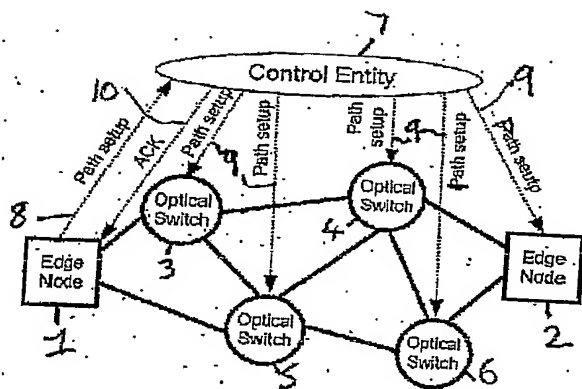 7
Control Entity
10
9
Path setup
ACK
Path setup
9
Path setup
Path
setup
9
Path setup
Path seutp
8
Optical
Switch
3
Optical
Switch
4
Edge
Node
1
Edge
Node
2
Optical
Switch
5
Optical
Switch
6